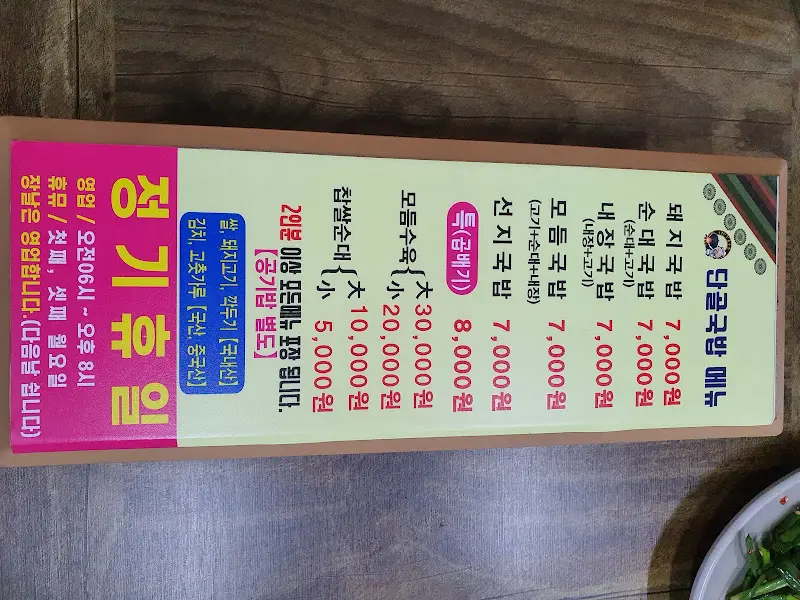 단골국밥 메뉴
돼지국밥 7,000원
순대국밥 7,000원
(순대+고기)
내장국밥 7,000원
(내장+고기)
모듬국밥 7,000원
(고기+순대+내장)
선지국밥 7,000원
특(곱배기) 8,000원
모듬수육 { 大 30,000원
小 20,000원
찹쌀순대 { 大 10,000원
小 5,000원
2인분 이상 모든메뉴 포장 됩니다.
【공기밥 별도】
쌀, 돼지고기, 깍두기【국내산】
김치, 고춧가루【국산, 중국산】
정기휴일
영업 / 오전06시 ~ 오후 8시
휴뮤 / 첫째, 셋째 월요일
장날은 영업합니다.(다음날 쉽니다)